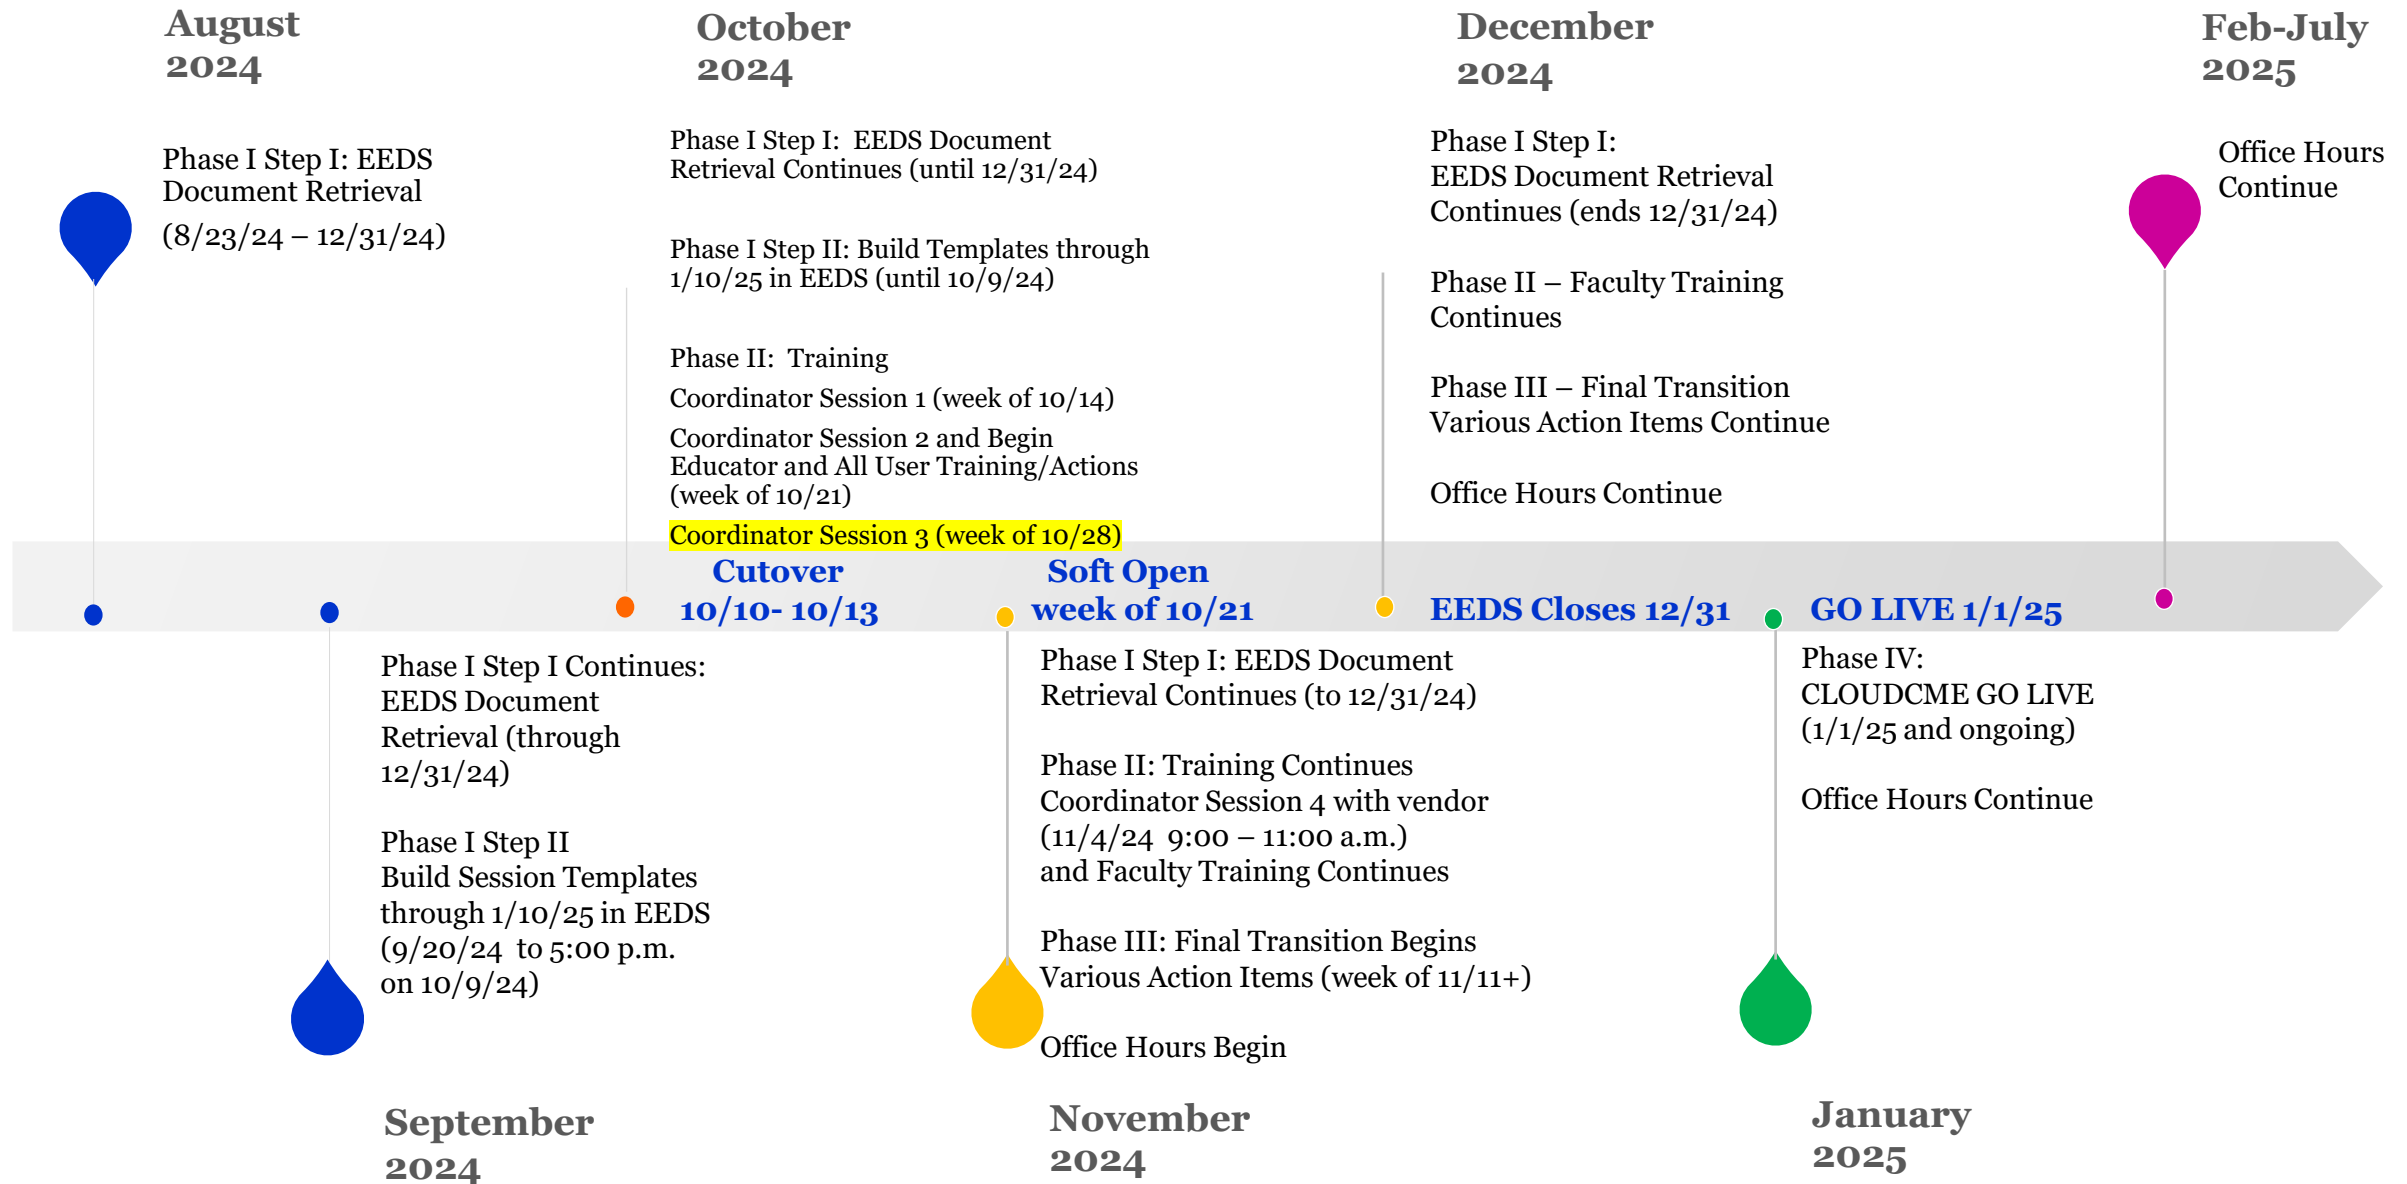 August
2024
Phase I Step I: EEDS
Document Retrieval
(8/23/24 – 12/31/24)
October
2024
Phase I Step I:  EEDS Document
Retrieval Continues (until 12/31/24)
Phase I Step II: Build Templates through
1/10/25 in EEDS (until 10/9/24)
Phase II:  Training
Coordinator Session 1 (week of 10/14)
Coordinator Session 2 and Begin
Educator and All User Training/Actions
(week of 10/21)
Coordinator Session 3 (week of 10/28)
December
2024
Phase I Step I:
EEDS Document Retrieval
Continues (ends 12/31/24)
Phase II – Faculty Training
Continues
Phase III – Final Transition
Various Action Items Continue
Office Hours Continue
Feb-July
2025
Office Hours
Continue
Cutover
10/10- 10/13
Soft Open
week of 10/21
EEDS Closes 12/31
GO LIVE 1/1/25
Phase I Step I Continues:
EEDS Document
Retrieval (through
12/31/24)
Phase I Step II
Build Session Templates
through 1/10/25 in EEDS
(9/20/24  to 5:00 p.m.
on 10/9/24)
September
2024
Phase I Step I: EEDS Document
Retrieval Continues (to 12/31/24)
Phase II: Training Continues
Coordinator Session 4 with vendor
(11/4/24  9:00 – 11:00 a.m.)
and Faculty Training Continues
Phase III: Final Transition Begins
Various Action Items (week of 11/11+)
Office Hours Begin
November
2024
Phase IV:
CLOUDCME GO LIVE
(1/1/25 and ongoing)
Office Hours Continue
January
2025